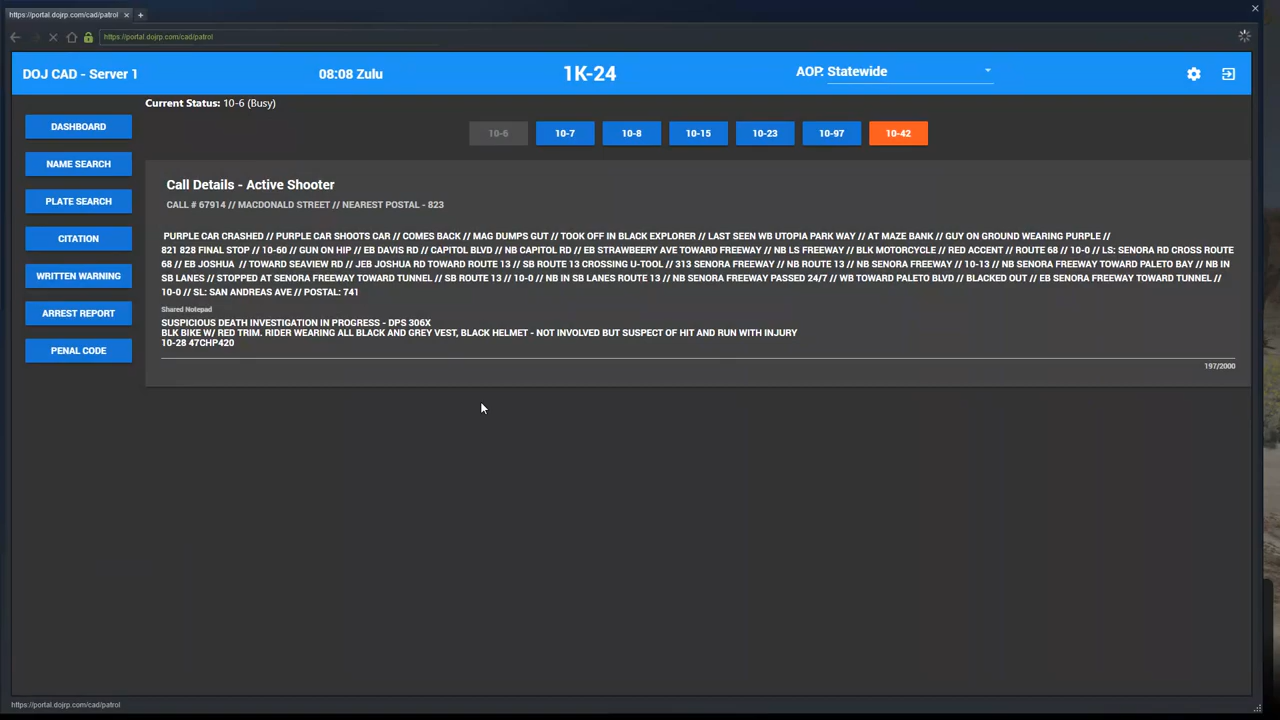 https://portal.dojrp.com/cad/patrol
https://portal.dojrp.com/cad/patrol
DOJ CAD - Server 1
08:08 Zulu
1K-24
AOP: Statewide
Current Status: 10-6 (Busy)
DASHBOARD
NAME SEARCH
PLATE SEARCH
CITATION
WRITTEN WARNING
ARREST REPORT
PENAL CODE
10-6
10-7
10-8
10-15
10-23
10-97
10-42
Call Details - Active Shooter
CALL # 67914 // MACDONALD STREET // NEAREST POSTAL - 823
PURPLE CAR CRASHED // PURPLE CAR SHOOTS CAR // COMES BACK // MAG DUMPS GUT // TOOK OFF IN BLACK EXPLORER // LAST SEEN WB UTOPIA PARK WAY // AT MAZE BANK // GUY ON GROUND WEARING PURPLE //
821 828 FINAL STOP // 10-60 // GUN ON HIP // EB DAVIS RD // CAPITOL BLVD // NB CAPITOL RD // EB STRAWBEERY AVE TOWARD FREEWAY // NB LS FREEWAY // BLK MOTORCYCLE // RED ACCENT // ROUTE 68 // 10-0 // LS: SENORA RD CROSS ROUTE
68 // EB JOSHUA // TOWARD SEAVIEW RD // JEB JOSHUA RD TOWARD ROUTE 13 // SB ROUTE 13 CROSSING U-TOOL // 313 SENORA FREEWAY // NB ROUTE 13 // NB SENORA FREEWAY // 10-13 // NB SENORA FREEWAY TOWARD PALETO BAY // NB IN
SB LANES // STOPPED AT SENORA FREEWAY TOWARD TUNNEL // SB ROUTE 13 // 10-0 // NB IN SB LANES ROUTE 13 // NB SENORA FREEWAY PASSED 24/7 // WB TOWARD PALETO BLVD // BLACKED OUT // EB SENORA FREEWAY TOWARD TUNNEL //
10-0 // SL: SAN ANDREAS AVE // POSTAL: 741
Shared Notepad
SUSPICIOUS DEATH INVESTIGATION IN PROGRESS - DPS 306X
BLK BIKE W/ RED TRIM. RIDER WEARING ALL BLACK AND GREY VEST, BLACK HELMET - NOT INVOLVED BUT SUSPECT OF HIT AND RUN WITH INJURY
10-28 47CHP420
197/2000
https://portal.dojrp.com/cad/patrol